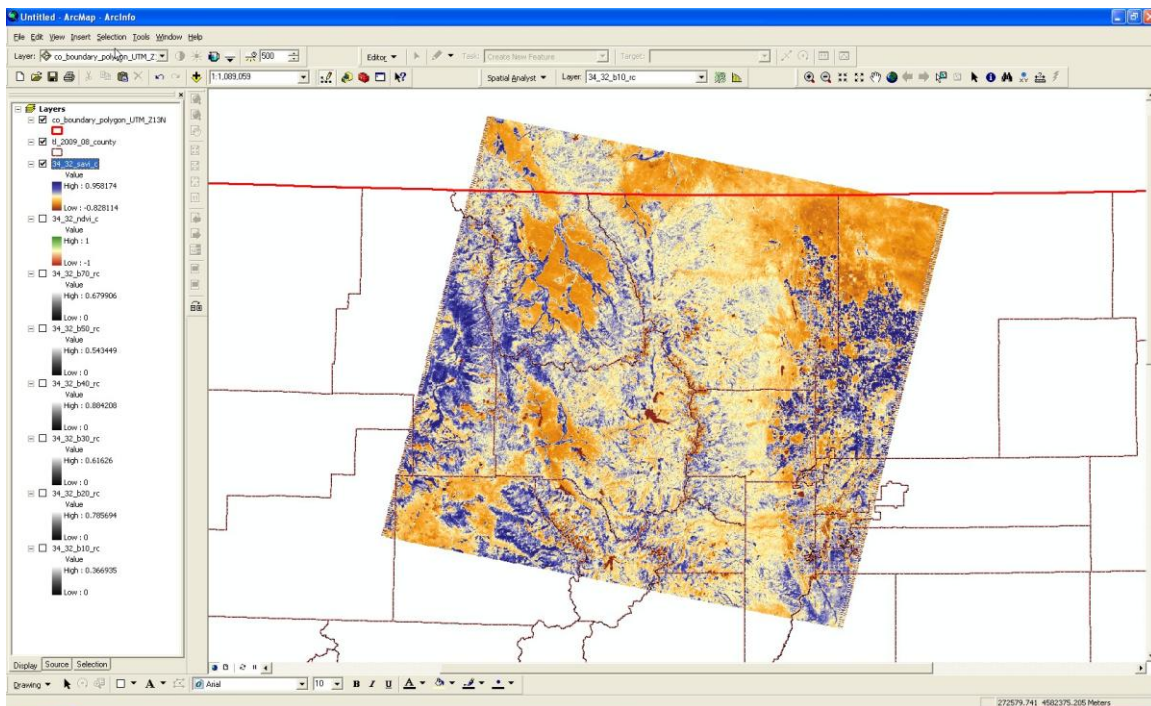 Untitled - ArcMap - ArcInfo
File Edit View Insert Selection Tools Window Help
Layer: co_boundary_polygon_UTM_Z 500 Editor Task: Create New Feature Target:
1:1,089,059 Spatial Analyst Layer: 34_32_b10_rc
Layers
co_boundary_polygon_UTM_Z13N
tl_2009_08_county
34_32_savi_c
Value
High : 0.958174
Low : -0.828114
34_32_ndvi_c
Value
High : 1
Low : -1
34_32_b70_rc
Value
High : 0.679906
Low : 0
34_32_b50_rc
Value
High : 0.543449
Low : 0
34_32_b40_rc
Value
High : 0.884208
Low : 0
34_32_b30_rc
Value
High : 0.61626
Low : 0
34_32_b20_rc
Value
High : 0.785694
Low : 0
34_32_b10_rc
Value
High : 0.366935
Low : 0
Display Source Selection
Drawing A Arial 10 B I U A
272579.741 4582375.205 Meters